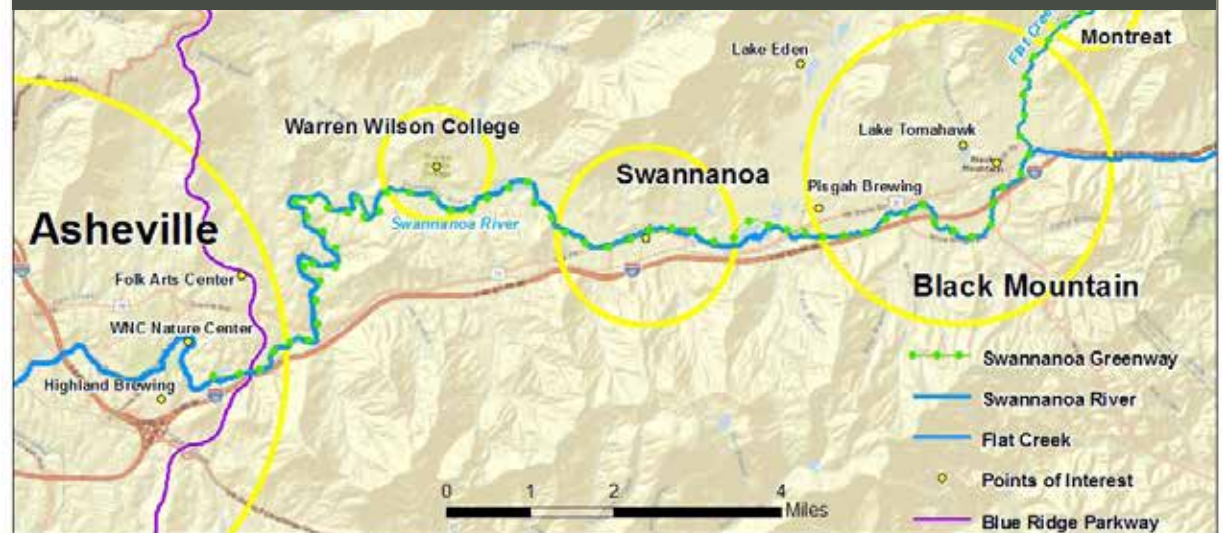 Montreat
Lake Eden
Warren Wilson College
Lake Tomahawk
Swannanoa
Pisgah Brewing
Swannanoa River
Asheville
Folk Arts Center
Black Mountain
WNC Nature Center
Highland Brewing
Swannanoa Greenway
Swannanoa River
Flat Creek
Points of Interest
Blue Ridge Parkway
0 1 2 4
Miles